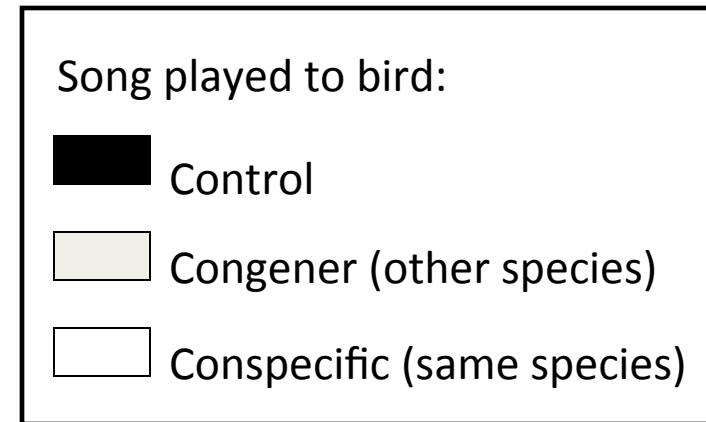 Song played to bird:
Control
Congener (other species)
Conspecific (same species)